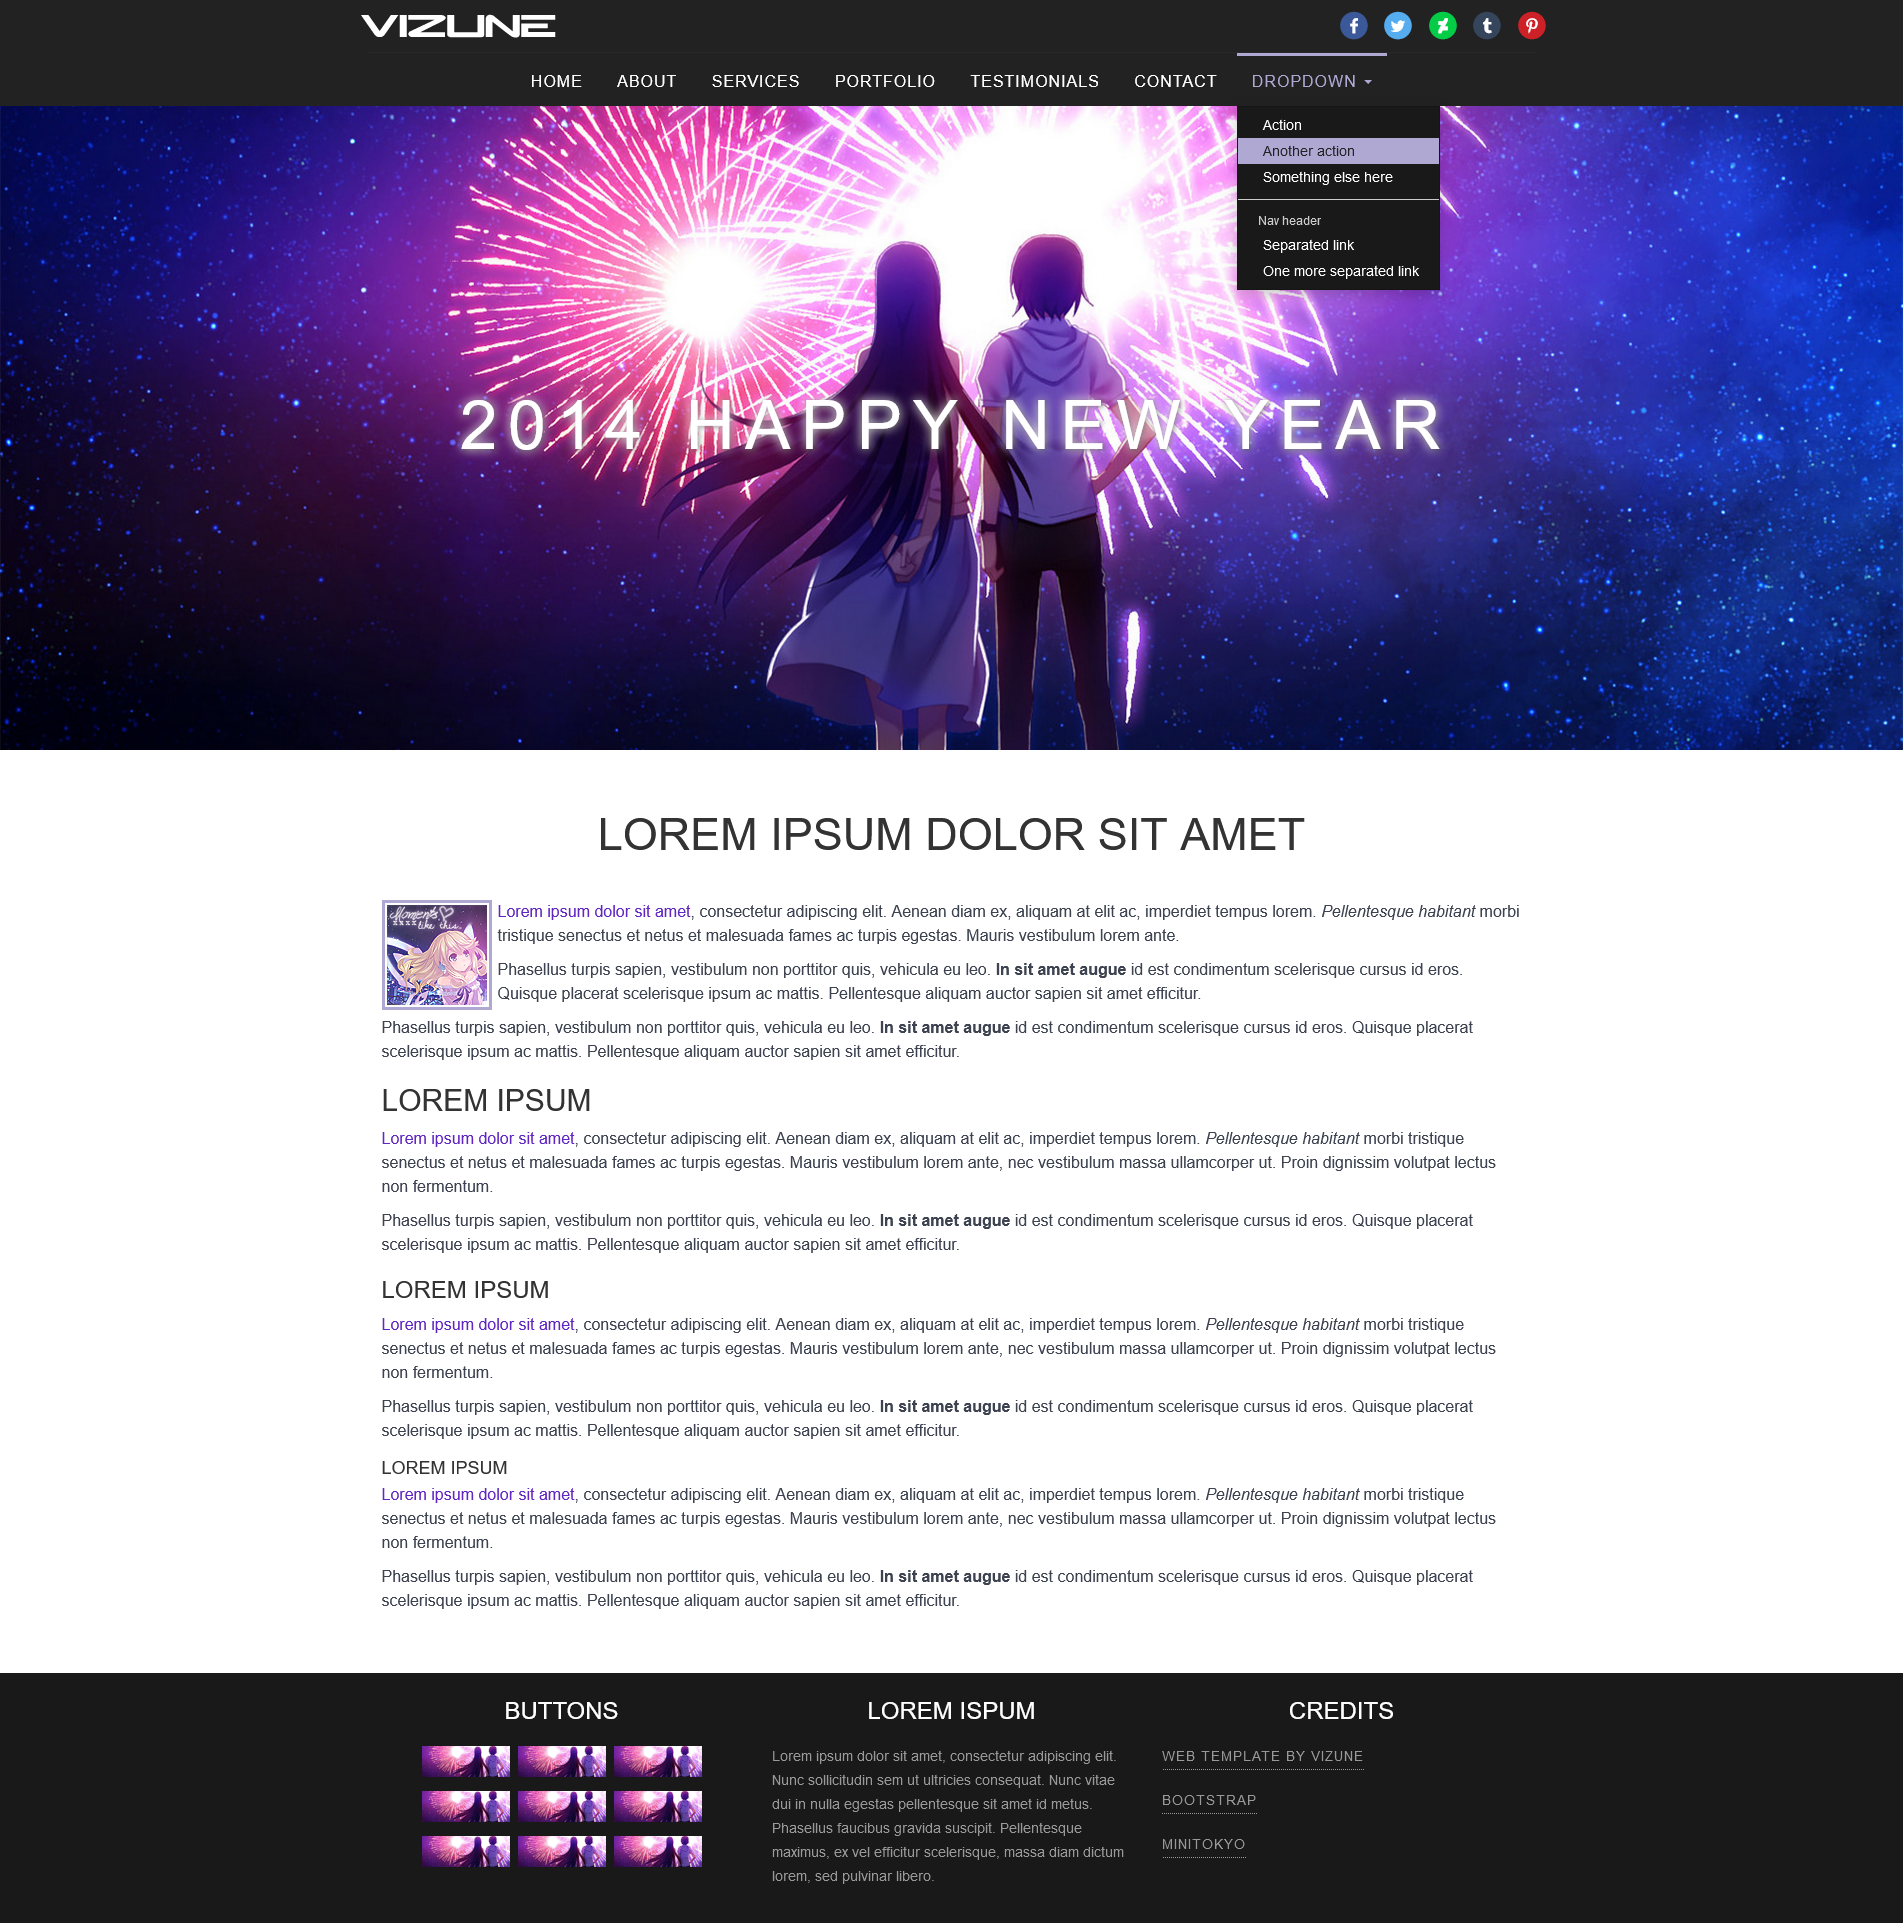 VIZUNE
HOME ABOUT SERVICES PORTFOLIO TESTIMONIALS CONTACT DROPDOWN
Action
Another action
Something else here
Nav header
Separated link
One more separated link
2014 HAPPY NEW YEAR
LOREM IPSUM DOLOR SIT AMET
Moments
xxxx like this.
Lorem ipsum dolor sit amet, consectetur adipiscing elit. Aenean diam ex, aliquam at elit ac, imperdiet tempus lorem. Pellentesque habitant morbi
tristique senectus et netus et malesuada fames ac turpis egestas. Mauris vestibulum lorem ante.
Phasellus turpis sapien, vestibulum non porttitor quis, vehicula eu leo. In sit amet augue id est condimentum scelerisque cursus id eros.
Quisque placerat scelerisque ipsum ac mattis. Pellentesque aliquam auctor sapien sit amet efficitur.
Phasellus turpis sapien, vestibulum non porttitor quis, vehicula eu leo. In sit amet augue id est condimentum scelerisque cursus id eros. Quisque placerat
scelerisque ipsum ac mattis. Pellentesque aliquam auctor sapien sit amet efficitur.
LOREM IPSUM
Lorem ipsum dolor sit amet, consectetur adipiscing elit. Aenean diam ex, aliquam at elit ac, imperdiet tempus lorem. Pellentesque habitant morbi tristique
senectus et netus et malesuada fames ac turpis egestas. Mauris vestibulum lorem ante, nec vestibulum massa ullamcorper ut. Proin dignissim volutpat lectus
non fermentum.
Phasellus turpis sapien, vestibulum non porttitor quis, vehicula eu leo. In sit amet augue id est condimentum scelerisque cursus id eros. Quisque placerat
scelerisque ipsum ac mattis. Pellentesque aliquam auctor sapien sit amet efficitur.
LOREM IPSUM
Lorem ipsum dolor sit amet, consectetur adipiscing elit. Aenean diam ex, aliquam at elit ac, imperdiet tempus lorem. Pellentesque habitant morbi tristique
senectus et netus et malesuada fames ac turpis egestas. Mauris vestibulum lorem ante, nec vestibulum massa ullamcorper ut. Proin dignissim volutpat lectus
non fermentum.
Phasellus turpis sapien, vestibulum non porttitor quis, vehicula eu leo. In sit amet augue id est condimentum scelerisque cursus id eros. Quisque placerat
scelerisque ipsum ac mattis. Pellentesque aliquam auctor sapien sit amet efficitur.
LOREM IPSUM
Lorem ipsum dolor sit amet, consectetur adipiscing elit. Aenean diam ex, aliquam at elit ac, imperdiet tempus lorem. Pellentesque habitant morbi tristique
senectus et netus et malesuada fames ac turpis egestas. Mauris vestibulum lorem ante, nec vestibulum massa ullamcorper ut. Proin dignissim volutpat lectus
non fermentum.
Phasellus turpis sapien, vestibulum non porttitor quis, vehicula eu leo. In sit amet augue id est condimentum scelerisque cursus id eros. Quisque placerat
scelerisque ipsum ac mattis. Pellentesque aliquam auctor sapien sit amet efficitur.
BUTTONS
LOREM ISPUM
Lorem ipsum dolor sit amet, consectetur adipiscing elit.
Nunc sollicitudin sem ut ultricies consequat. Nunc vitae
dui in nulla egestas pellentesque sit amet id metus.
Phasellus faucibus gravida suscipit. Pellentesque
maximus, ex vel efficitur scelerisque, massa diam dictum
lorem, sed pulvinar libero.
CREDITS
WEB TEMPLATE BY VIZUNE
BOOTSTRAP
MINITOKYO